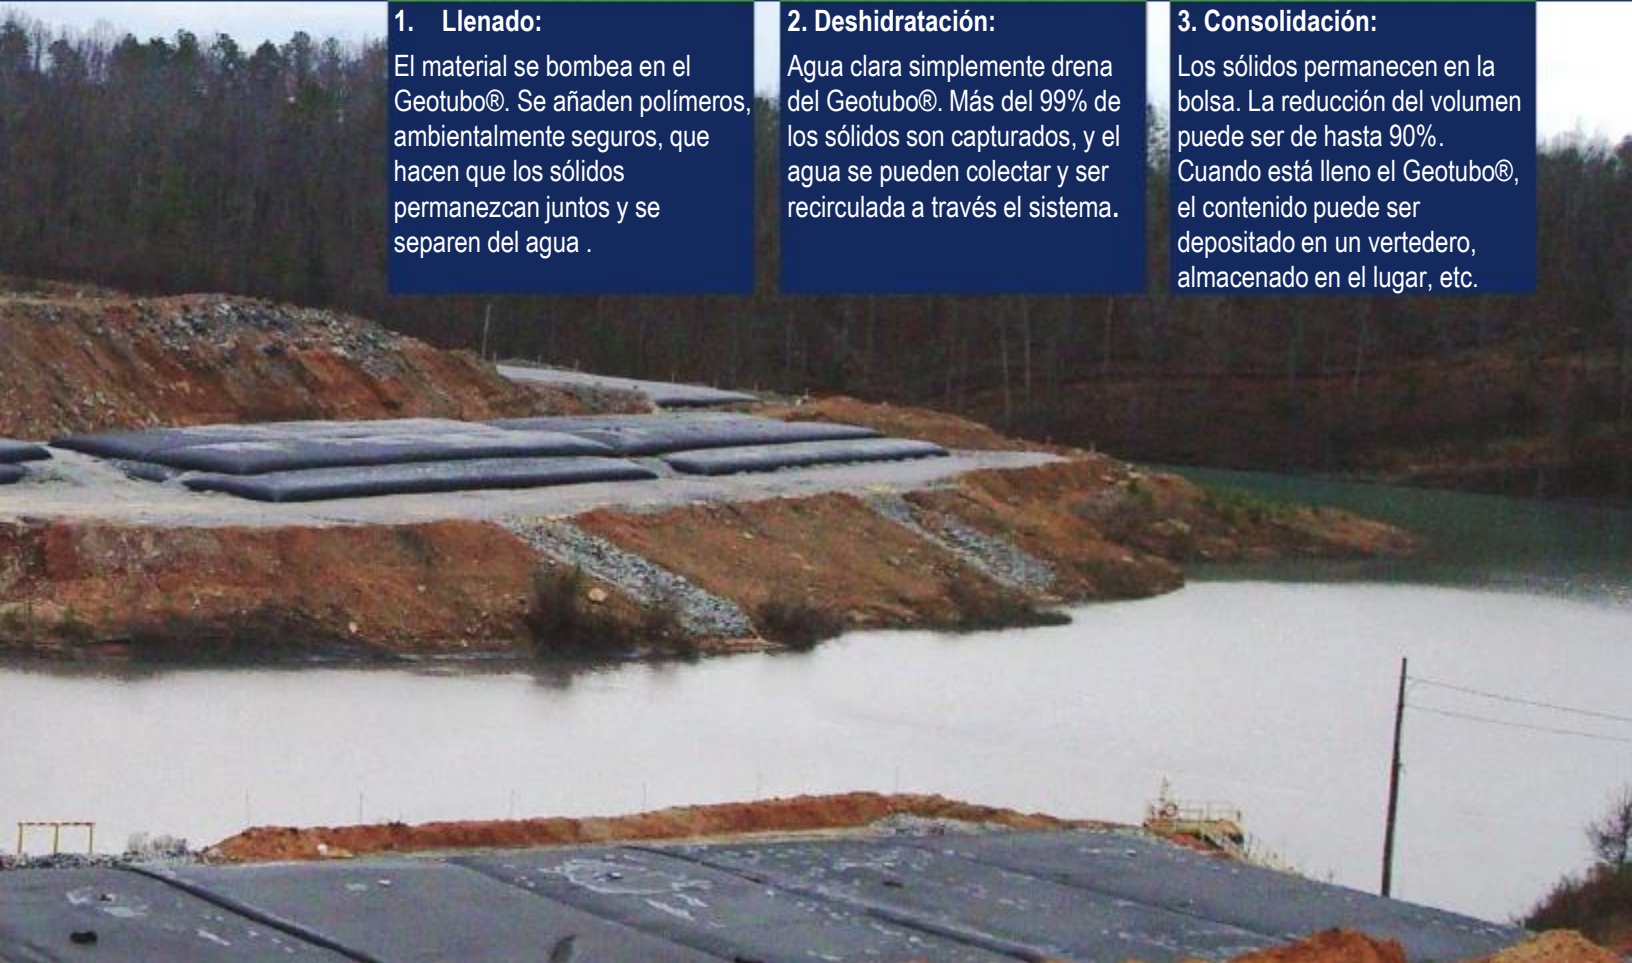 1. Llenado:
El material se bombea en el
Geotubo®. Se añaden polímeros,
ambientalmente seguros, que
hacen que los sólidos
permanezcan juntos y se
separen del agua .
2. Deshidratación:
Agua clara simplemente drena
del Geotubo®. Más del 99% de
los sólidos son capturados, y el
agua se pueden colectar y ser
recirculada a través el sistema.
3. Consolidación:
Los sólidos permanecen en la
bolsa. La reducción del volumen
puede ser de hasta 90%.
Cuando está lleno el Geotubo®,
el contenido puede ser
depositado en un vertedero,
almacenado en el lugar, etc.